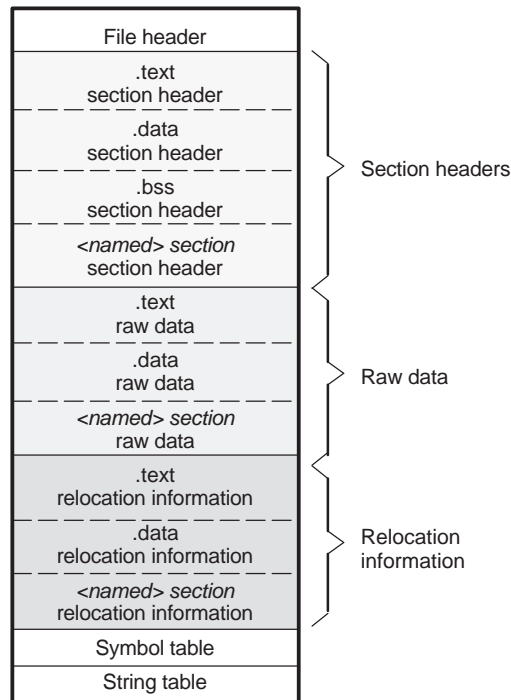 File header
.text
section header
.data
section header
.bss
section header
<named> section
section header
Section headers
.text
raw data
.data
raw data
<named> section
raw data
Raw data
.text
relocation information
.data
relocation information
<named> section
relocation information
Relocation
information
Symbol table
String table